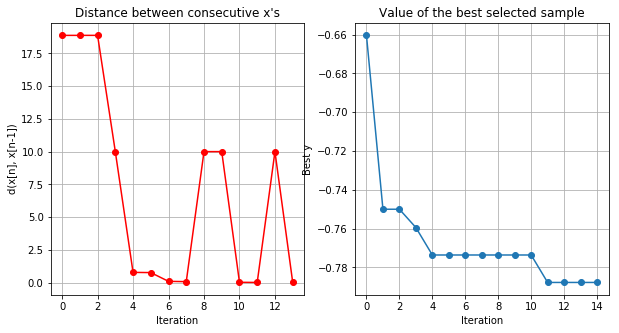 Distance between consecutive x's
17.5
15.0
12.5
10.0
7.5
5.0
2.5
0.0
d(x[n], x[n-1])
0 2 4 6 8 10 12
Iteration
Value of the best selected sample
−0.66
−0.68
−0.70
−0.72
−0.74
−0.76
−0.78
Best y
0 2 4 6 8 10 12 14
Iteration